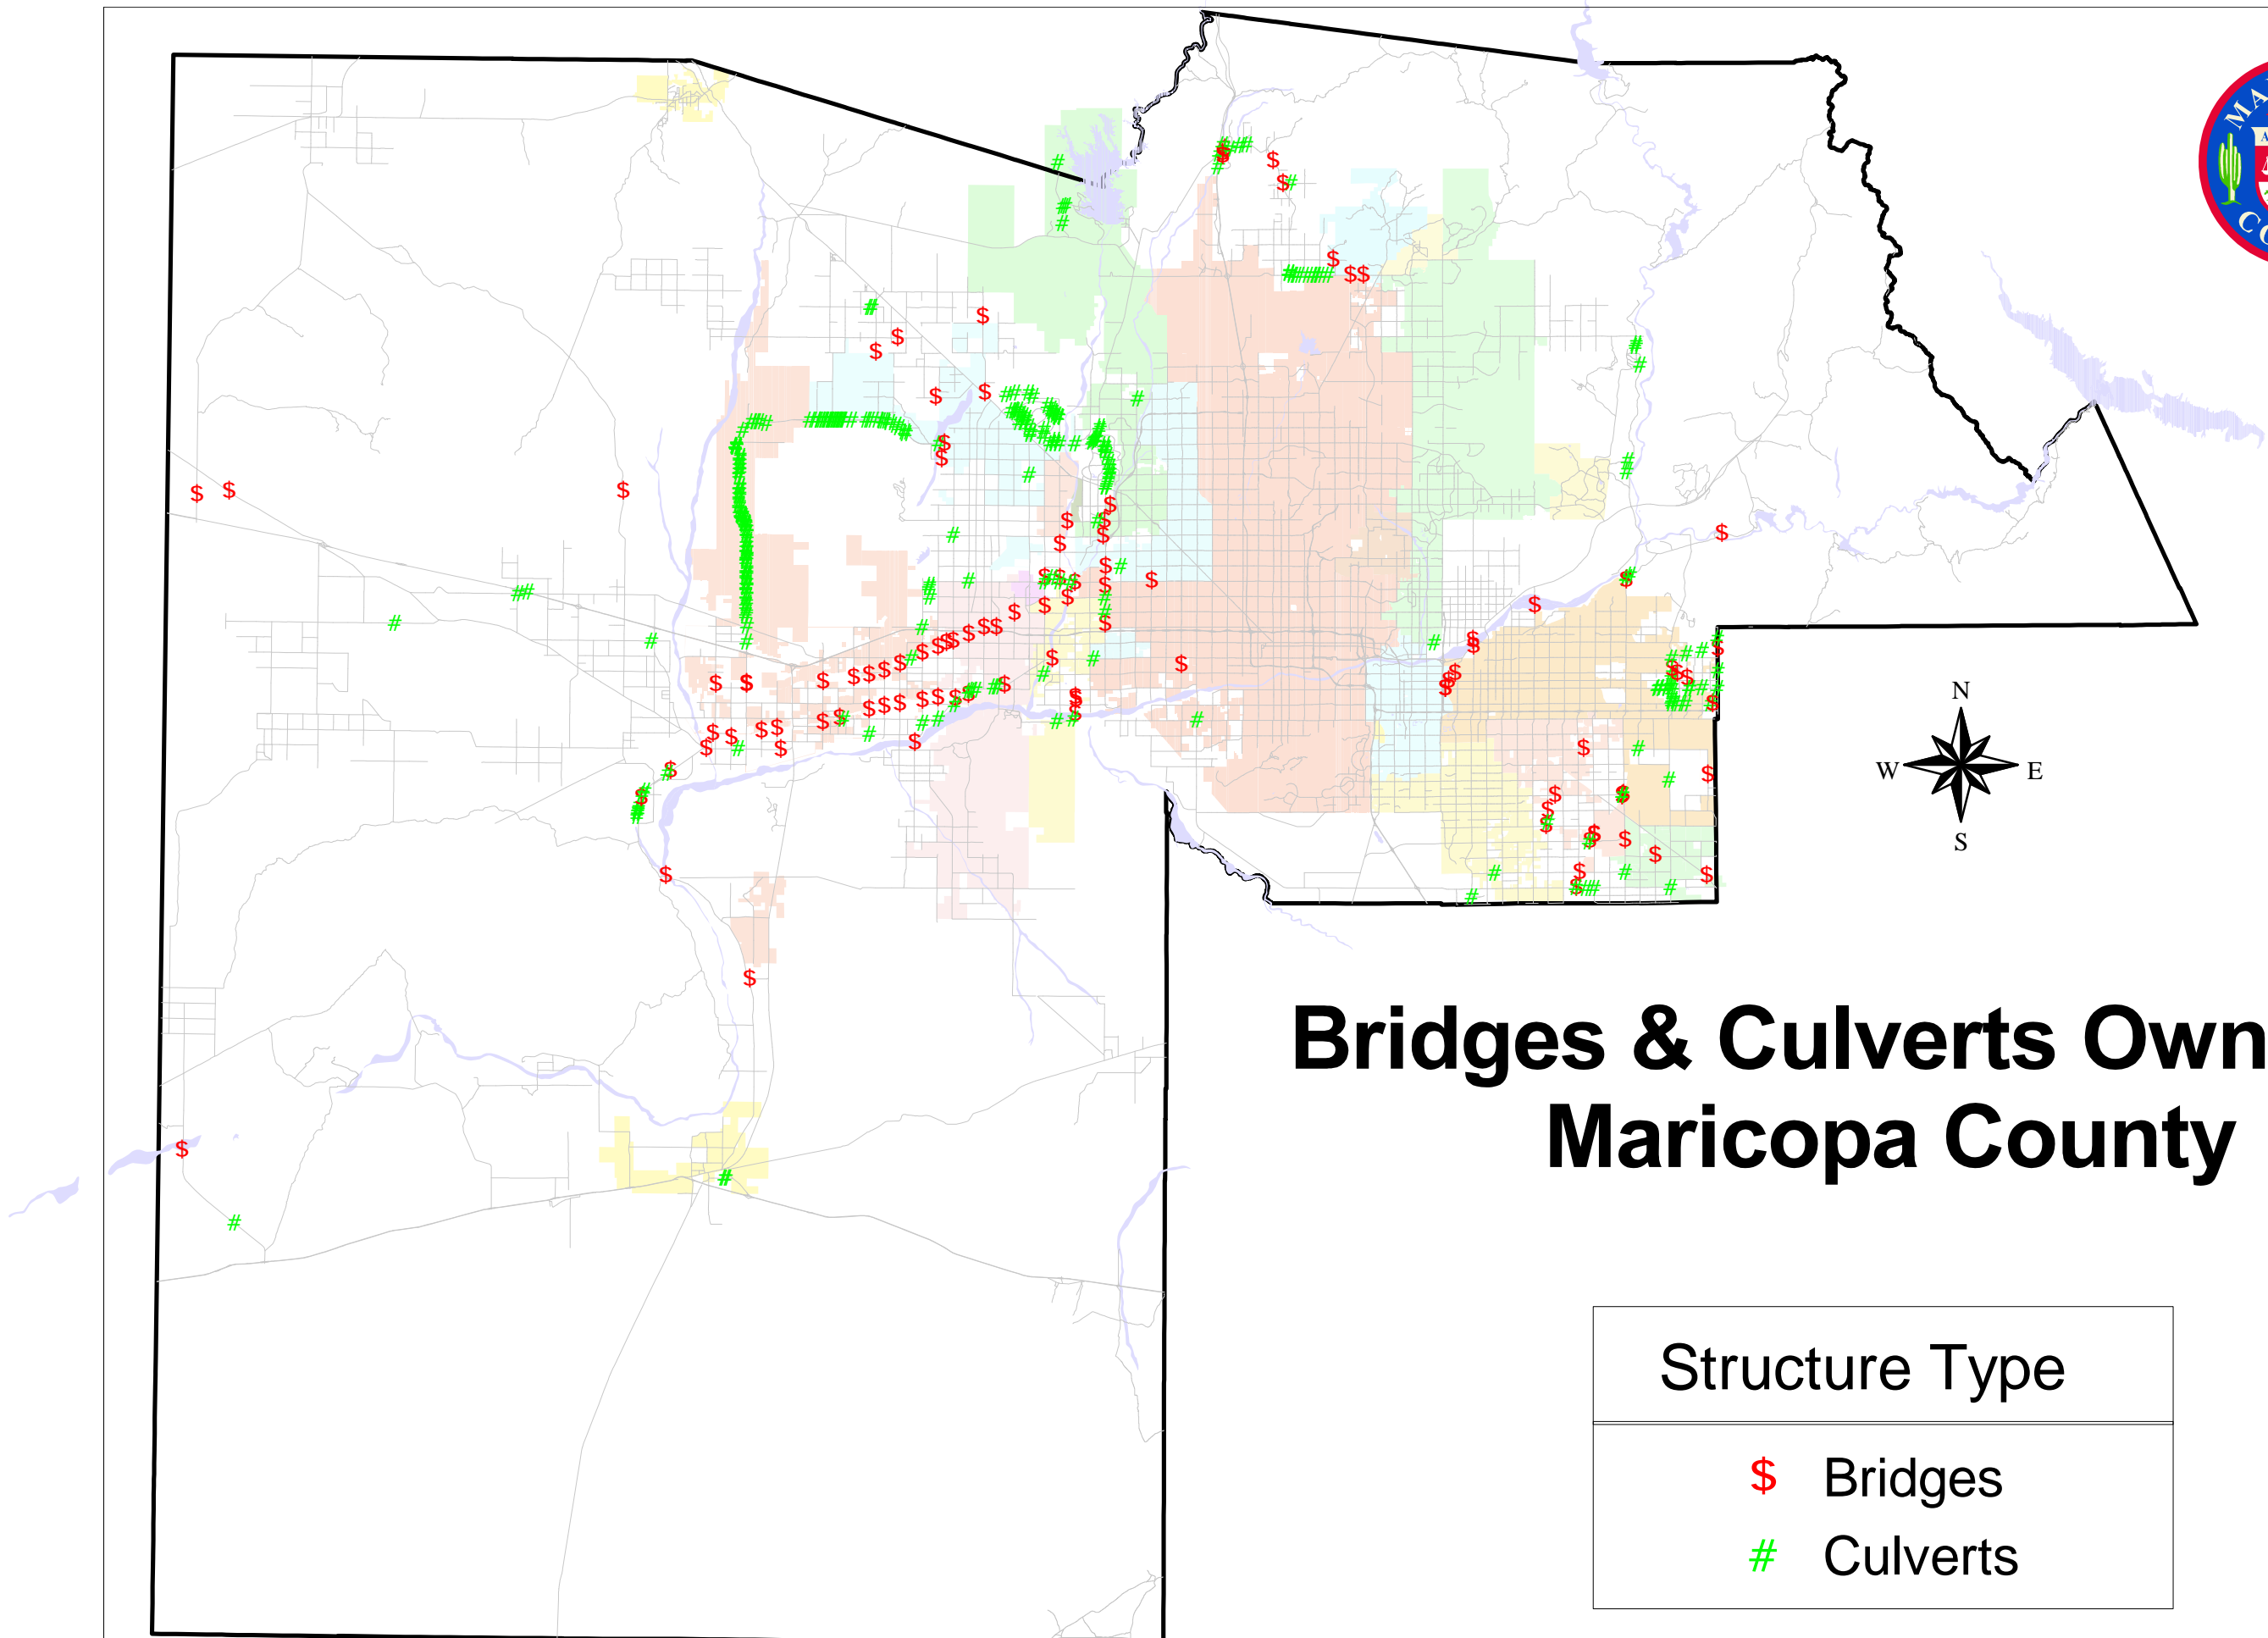 N
W E
S
Bridges & Culverts Own
Maricopa County
Structure Type
$ Bridges
# Culverts